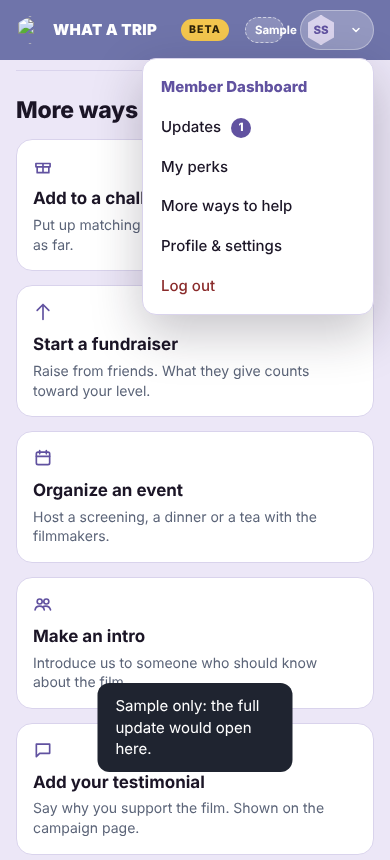 WHAT A TRIP
BETA
Sample
SS
Member Dashboard
Updates 1
My perks
More ways to help
Profile & settings
Log out
More ways
Add to a chall
Put up matching
as far.
Start a fundraiser
Raise from friends. What they give counts
toward your level.
Organize an event
Host a screening, a dinner or a tea with the
filmmakers.
Make an intro
Introduce us to someone who should know
about the film.
Sample only: the full
update would open
here.
Add your testimonial
Say why you support the film. Shown on the
campaign page.